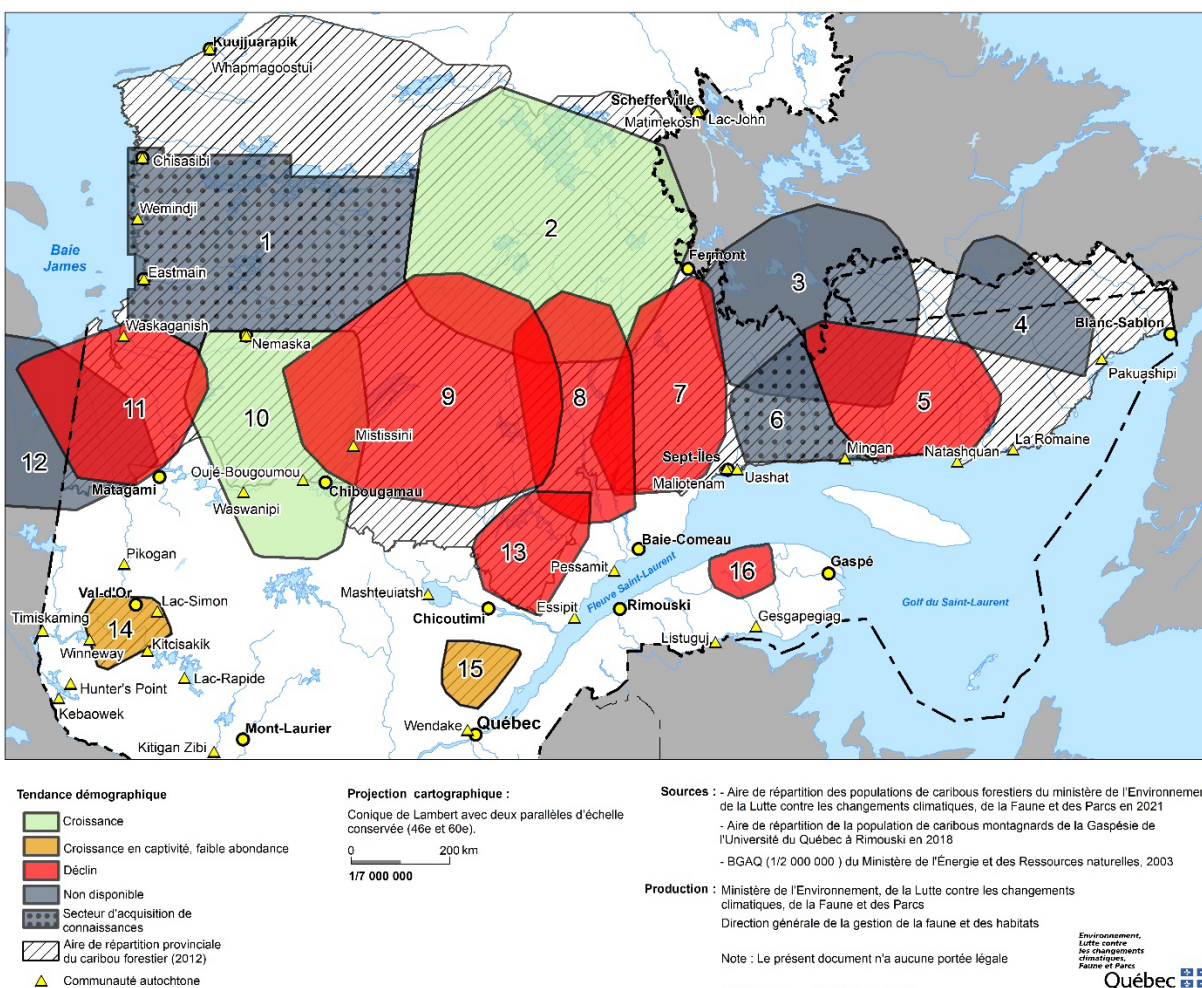 Kuujjuarapik
Whapmagoostui
Schefferville
Matimekosh
Lac-John
Chisasibi
Wemindji
1
2
Baie
James
Eastmain
Fermont
3
4
Waskaganish
Nemaska
Blanc-Sablon
Pakuashipi
11
10
9
8
7
6
5
12
Mistissini
Oujé-Bougoumou
Chibougamau
Waswanipi
Matagami
Sept-Îles
Maliotenam
Uashat
Mingan
Natashquan
La Romaine
13
Baie-Comeau
Pessamit
Pikogan
Val-d'Or
Lac-Simon
Timiskaming
14
Winneway
Kitcisakik
Mashteuiatsh
Chicoutimi
Essipit
Fleuve Saint-Laurent
Rimouski
16
Gaspé
Gesgapegiag
Listuguj
Golf du Saint-Laurent
Hunter's Point
Kebaowek
Lac-Rapide
15
Wendake
Québec
Mont-Laurier
Kitigan Zibi
Tendance démographique
Croissance
Croissance en captivité, faible abondance
Déclin
Non disponible
Secteur d'acquisition de
connaissances
Aire de répartition provinciale
du caribou forestier (2012)
Communauté autochtone
Projection cartographique :
Conique de Lambert avec deux parallèles d'échelle
conservée (46e et 60e).
0 200 km
1/7 000 000
Sources : - Aire de répartition des populations de caribous forestiers du ministère de l'Environnemen
de la Lutte contre les changements climatiques, de la Faune et des Parcs en 2021
- Aire de répartition de la population de caribous montagnards de la Gaspésie de
l'Université du Québec à Rimouski en 2018
- BGAQ (1/2 000 000 ) du Ministère de l'Énergie et des Ressources naturelles, 2003
Production : Ministère de l'Environnement, de la Lutte contre les changements
climatiques, de la Faune et des Parcs
Direction générale de la gestion de la faune et des habitats
Note : Le présent document n'a aucune portée légale
Environnement,
Lutte contre
les changements
climatiques,
Faune et Parcs
Québec